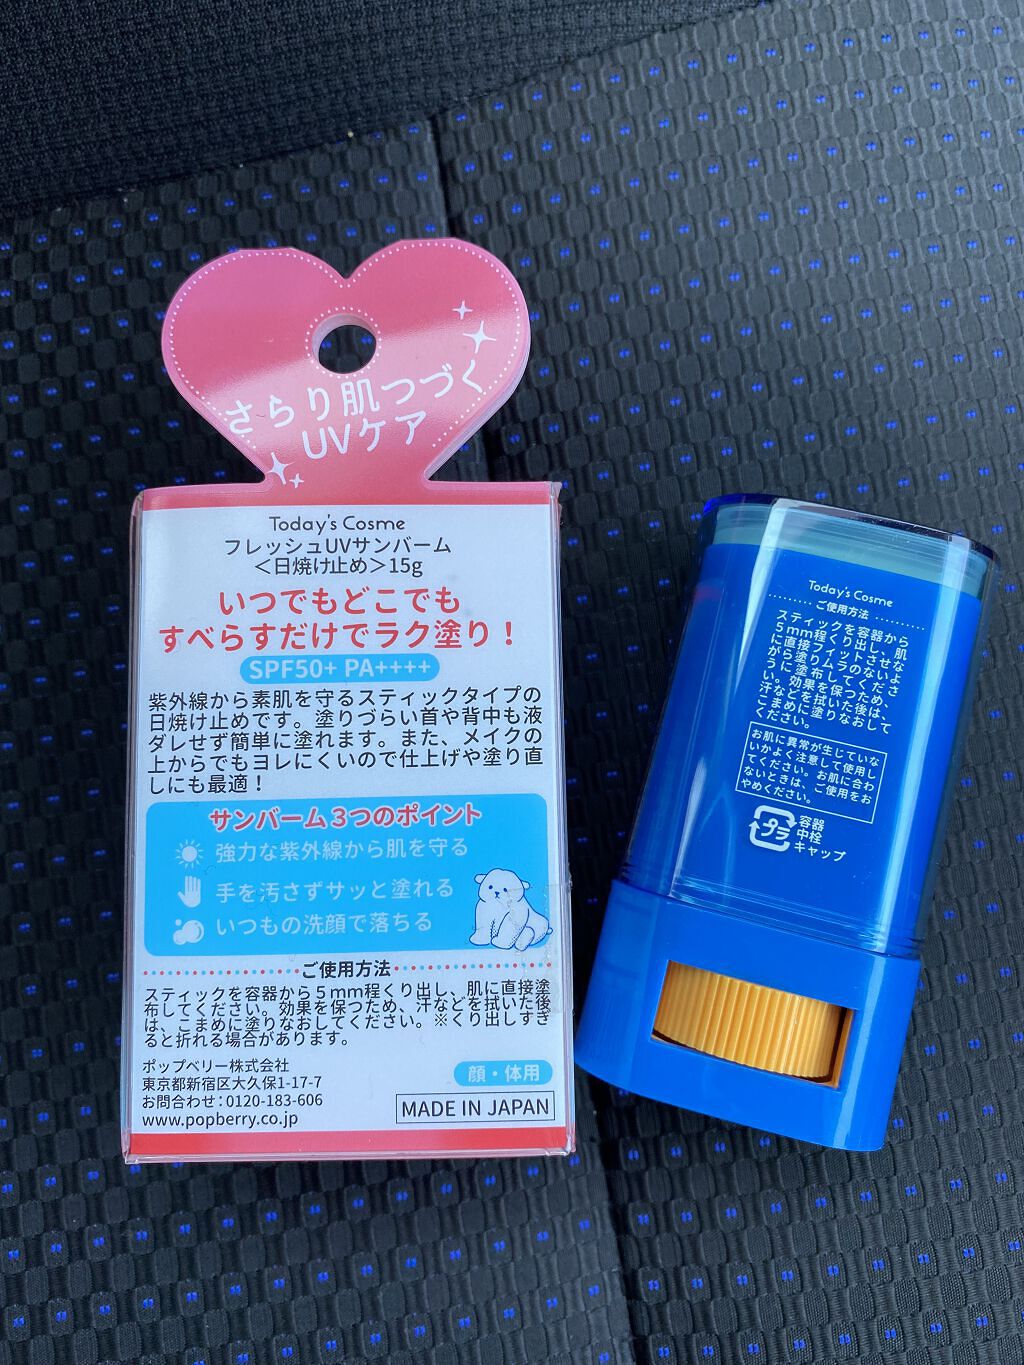 さらり肌つづく
UVケア
Today's Cosme
フレッシュUVサンバーム
＜日焼け止め＞15g
いつでもどこでも
すべらすだけでラク塗り！
SPF50+ PA++++
紫外線から素肌を守るスティックタイプの
日焼け止めです。塗りづらい首や背中も液
ダレせず簡単に塗れます。また、メイクの
上からでもヨレにくいので仕上げや塗り直
しにも最適！
サンバーム3つのポイント
強力な紫外線から肌を守る
手を汚さずサッと塗れる
いつもの洗顔で落ちる
ご使用方法
スティックを容器から5mm程くり出し、肌に直接塗
布してください。効果を保つため、汗などを拭いた後
は、こまめに塗りなおしてください。※くり出しすぎ
ると折れる場合があります。
ポップベリー株式会社
東京都新宿区大久保1-17-7
お問合わせ：0120-183-606
www.popberry.co.jp
顔・体用
MADE IN JAPAN
Today's Cosme
ご使用方法
スティックを容器から
5mm程くり出し、肌
に直接フィットさせな
がら塗りムラのないよ
うに塗布してくださ
い。効果を保つため、
汗などを拭いた後は、
こまめに塗りなおして
ください。
お肌に異常が生じていな
いかよく注意して使用し
てください。お肌に合わ
ないときは、ご使用をお
やめください。
プラ
容器
中栓
キャップ